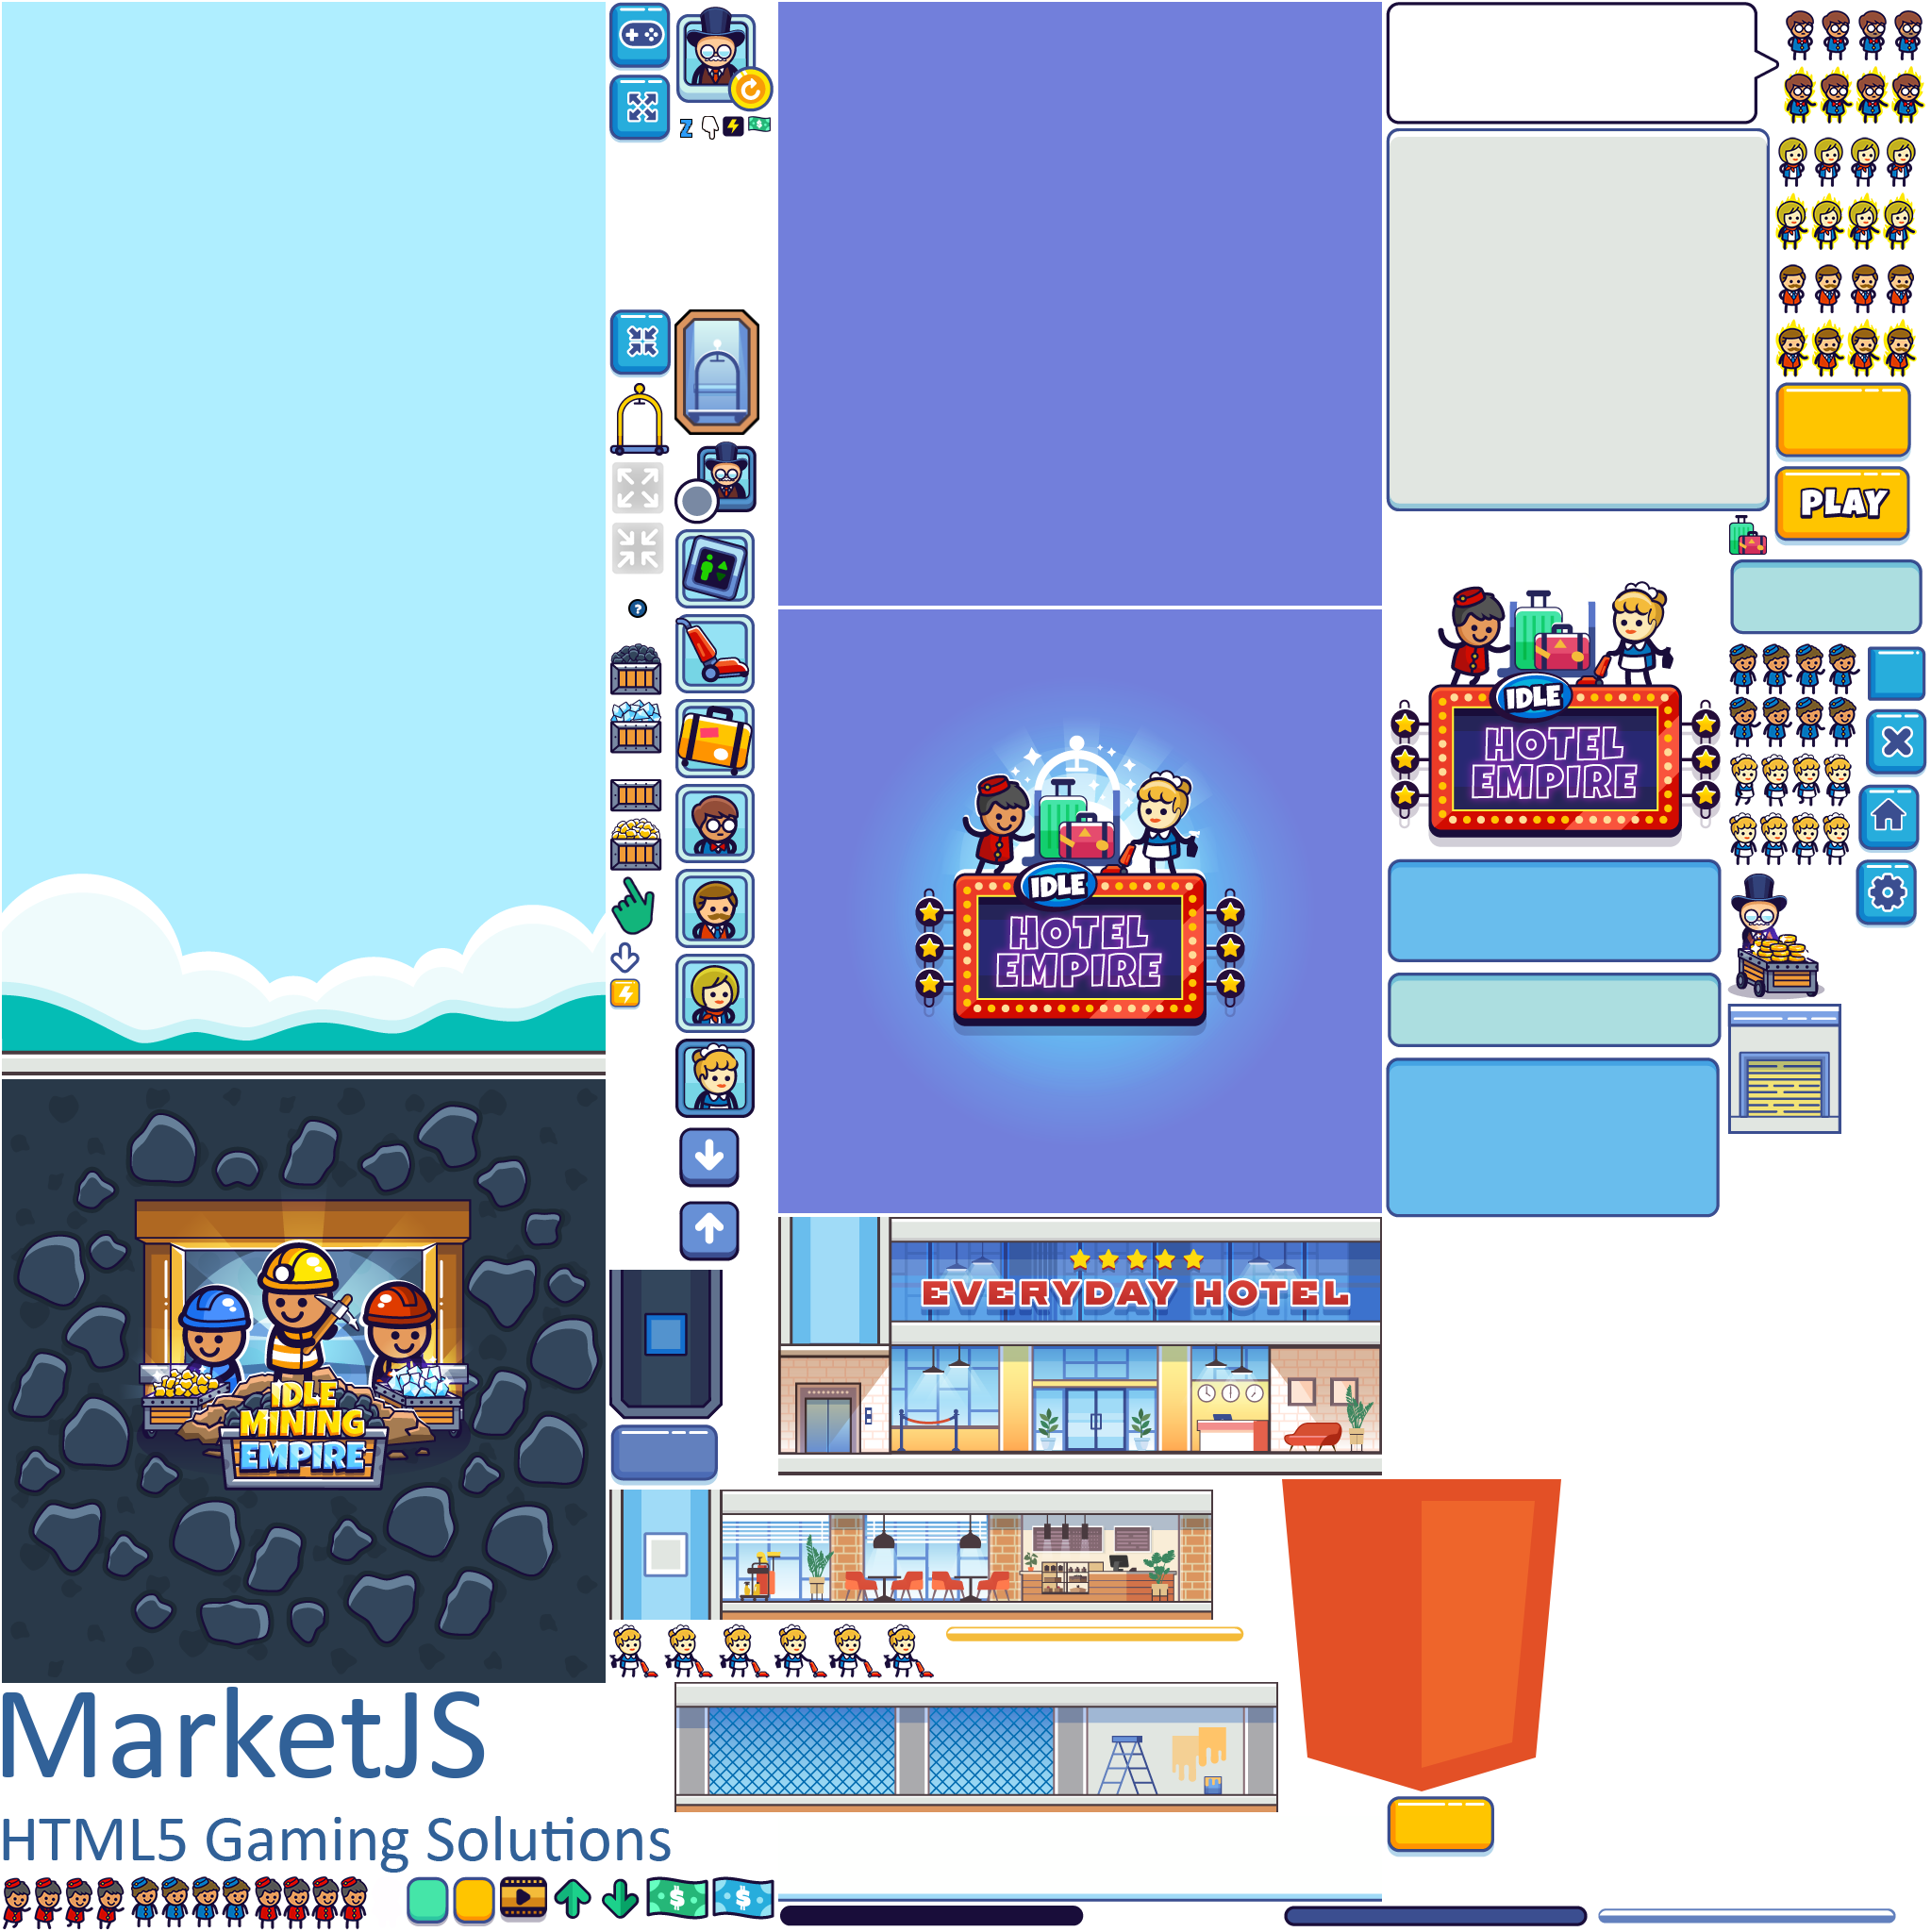 Z
?
PLAY
IDLE
HOTEL
EMPIRE
IDLE
HOTEL
EMPIRE
EVERYDAY HOTEL
IDLE
MINING
EMPIRE
MarketJS
HTML5 Gaming Solutions
$
$